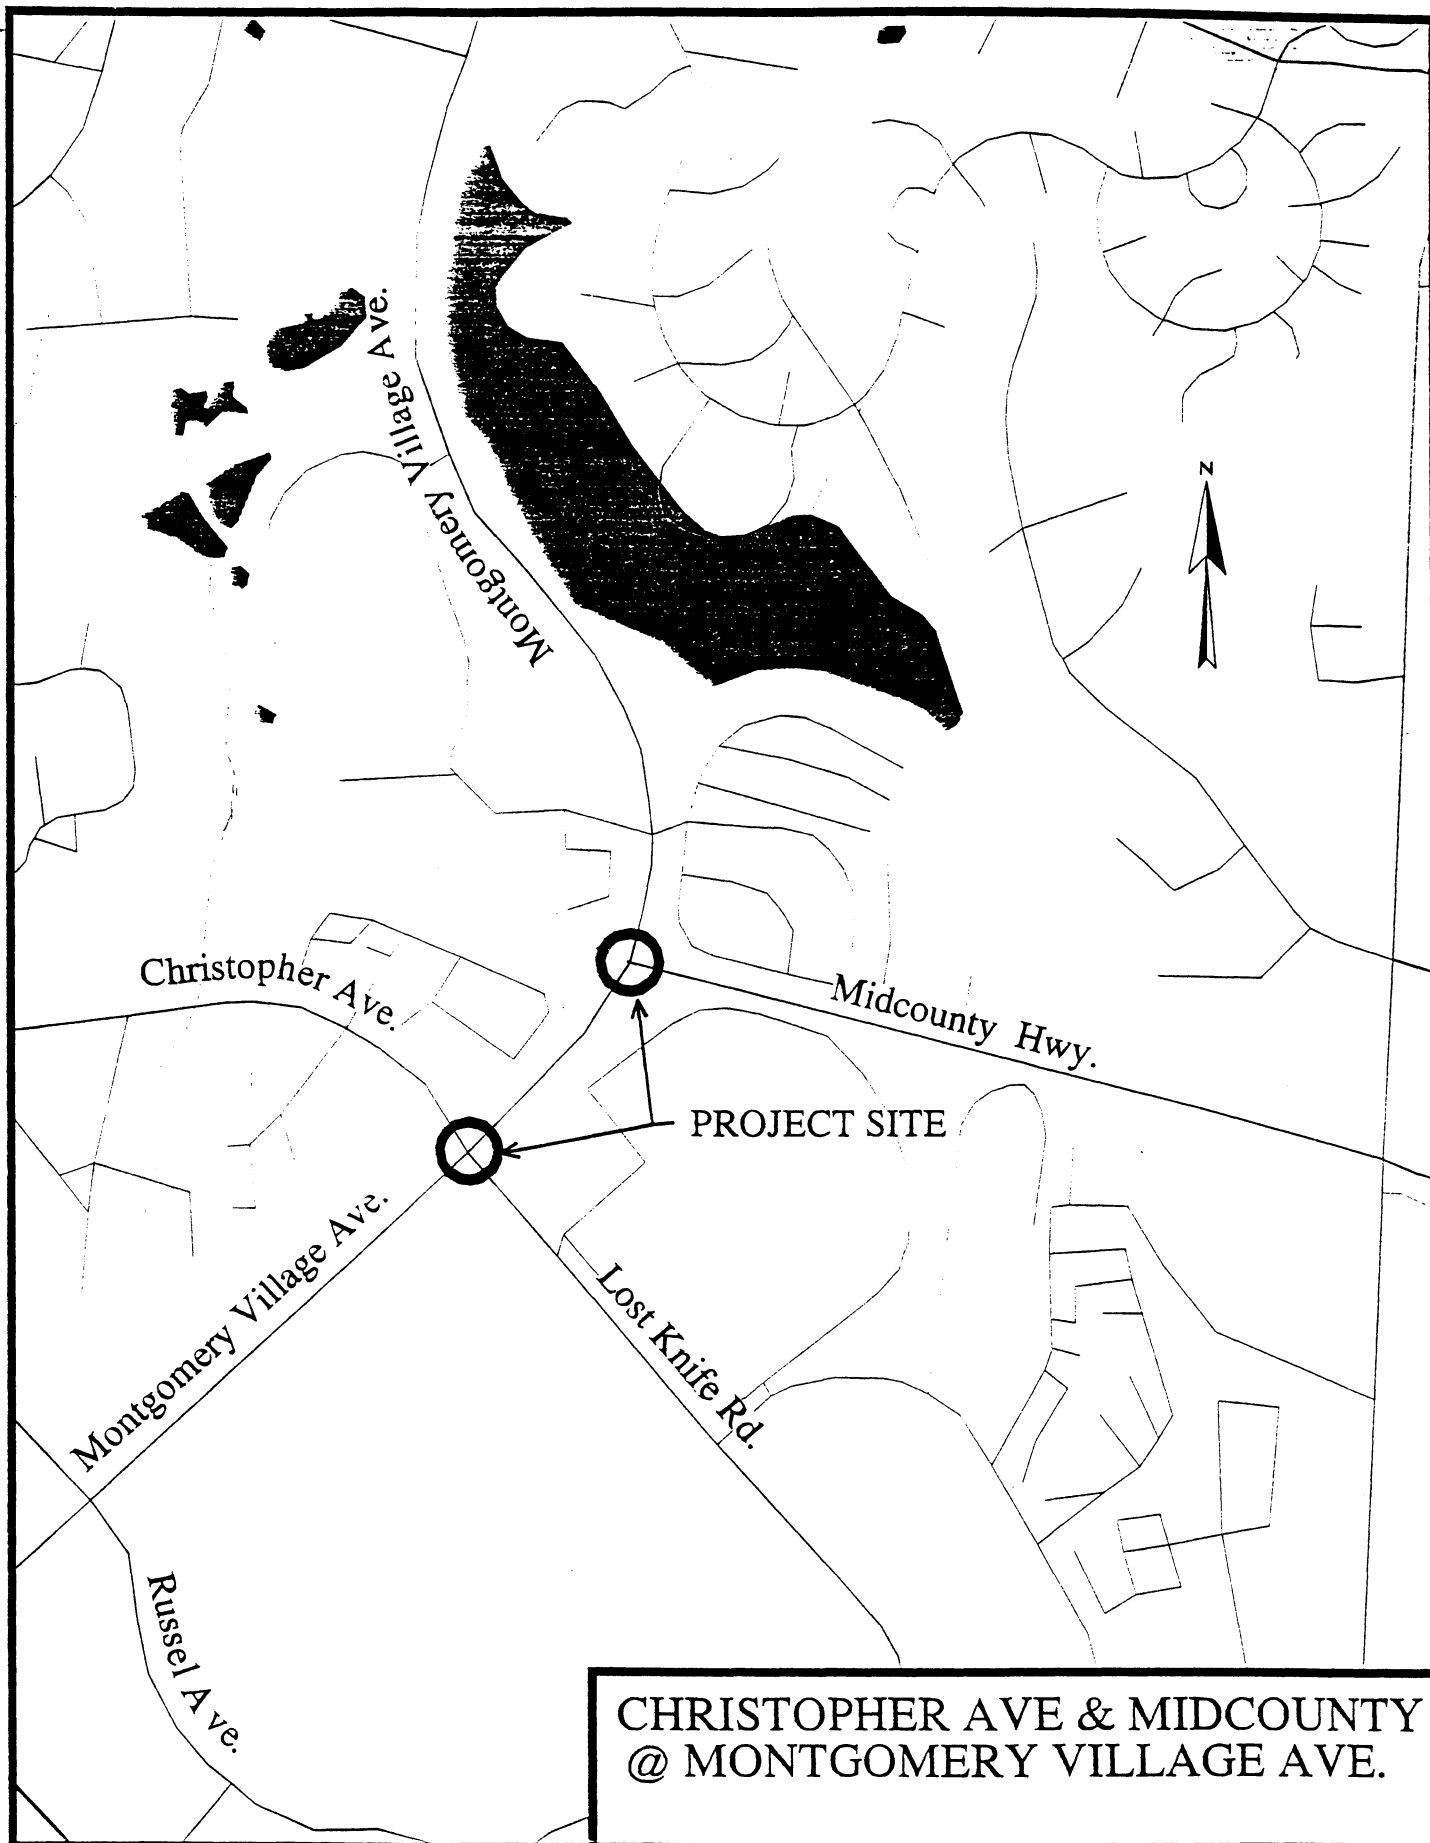 Montgomery Village Ave.
N
Christopher Ave.
Midcounty Hwy.
PROJECT SITE
Montgomery Village Ave.
Lost Knife Rd.
Russel Ave.
CHRISTOPHER AVE & MIDCOUNTY
@ MONTGOMERY VILLAGE AVE.